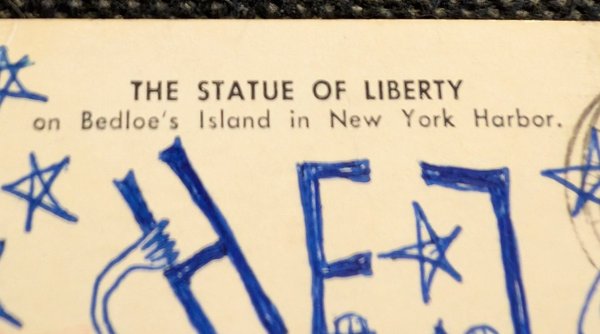 THE STATUE OF LIBERTY
on Bedloe's Island in New York Harbor.